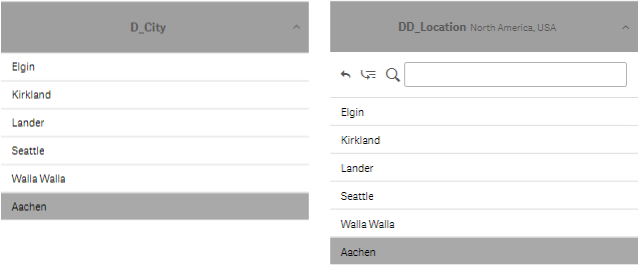 D_City
Elgin
Kirkland
Lander
Seattle
Walla Walla
Aachen
DD_Location North America, USA
Elgin
Kirkland
Lander
Seattle
Walla Walla
Aachen